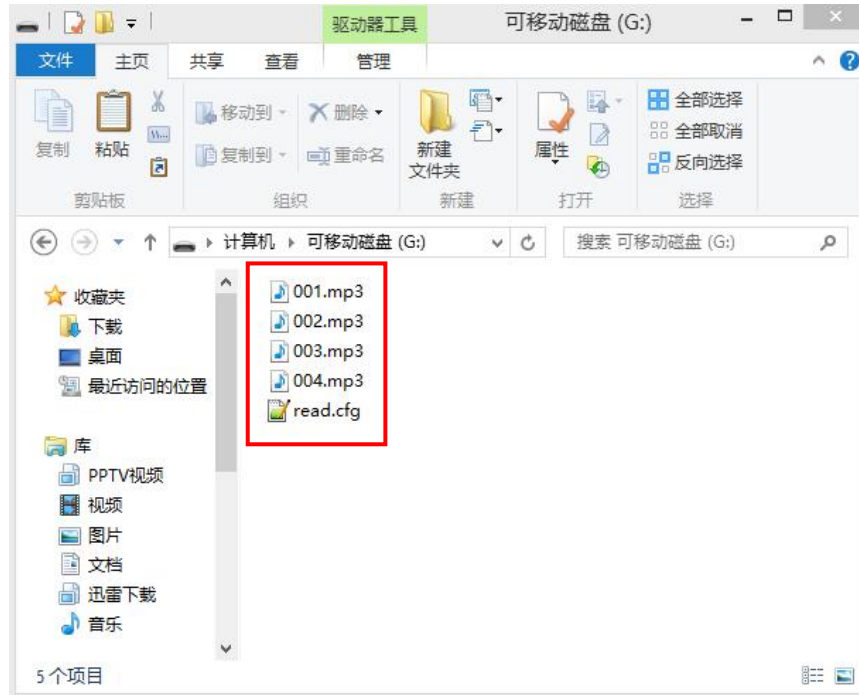 驱动器工具 可移动磁盘 (G:)
文件 主页 共享 查看 管理
复制 粘贴 移动到 复制到 删除 重命名 新建文件夹 属性 全部选择 全部取消 反向选择
剪贴板 组织 新建 打开 选择
计算机 可移动磁盘 (G:) 搜索 可移动磁盘 (G:)
收藏夹
下载
桌面
最近访问的位置
库
PPTV视频
视频
图片
文档
迅雷下载
音乐
001.mp3
002.mp3
003.mp3
004.mp3
read.cfg
5个项目